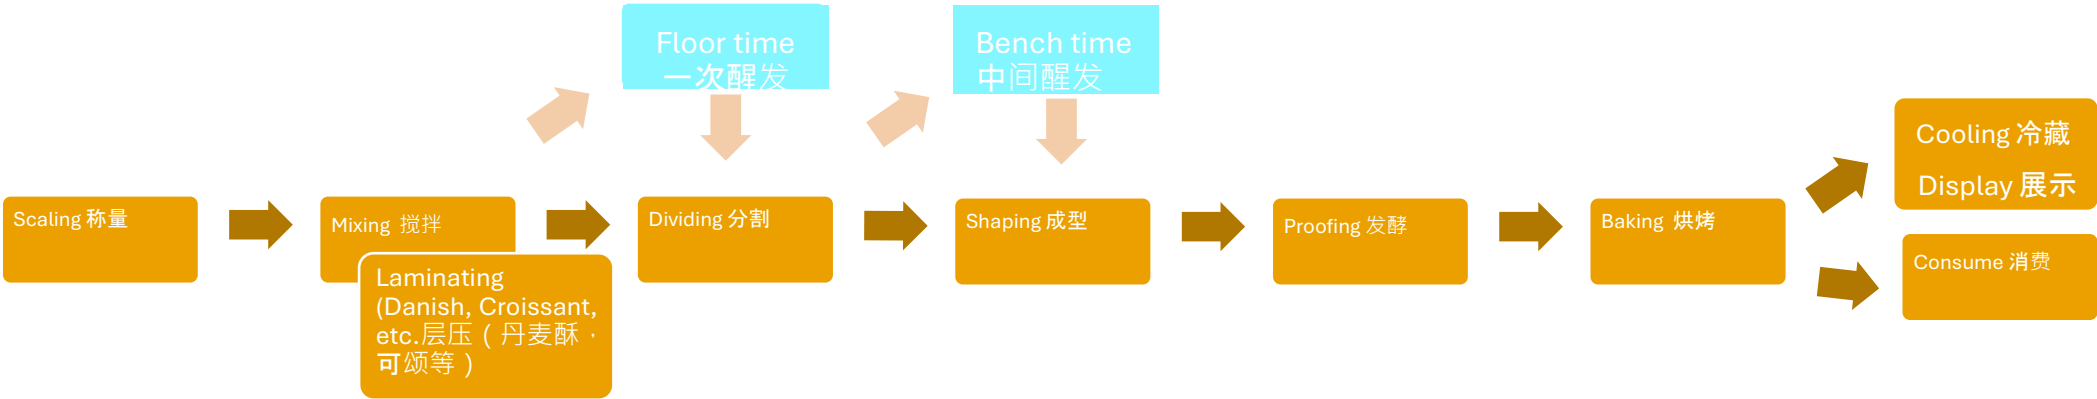 Floor time
一次醒发
Bench time
中间醒发
Scaling 称量
Mixing 搅拌
Laminating
(Danish, Croissant,
etc.层压（丹麦酥，
可颂等）
Dividing 分割
Shaping 成型
Proofing 发酵
Baking 烘烤
Cooling 冷藏
Display 展示
Consume 消费